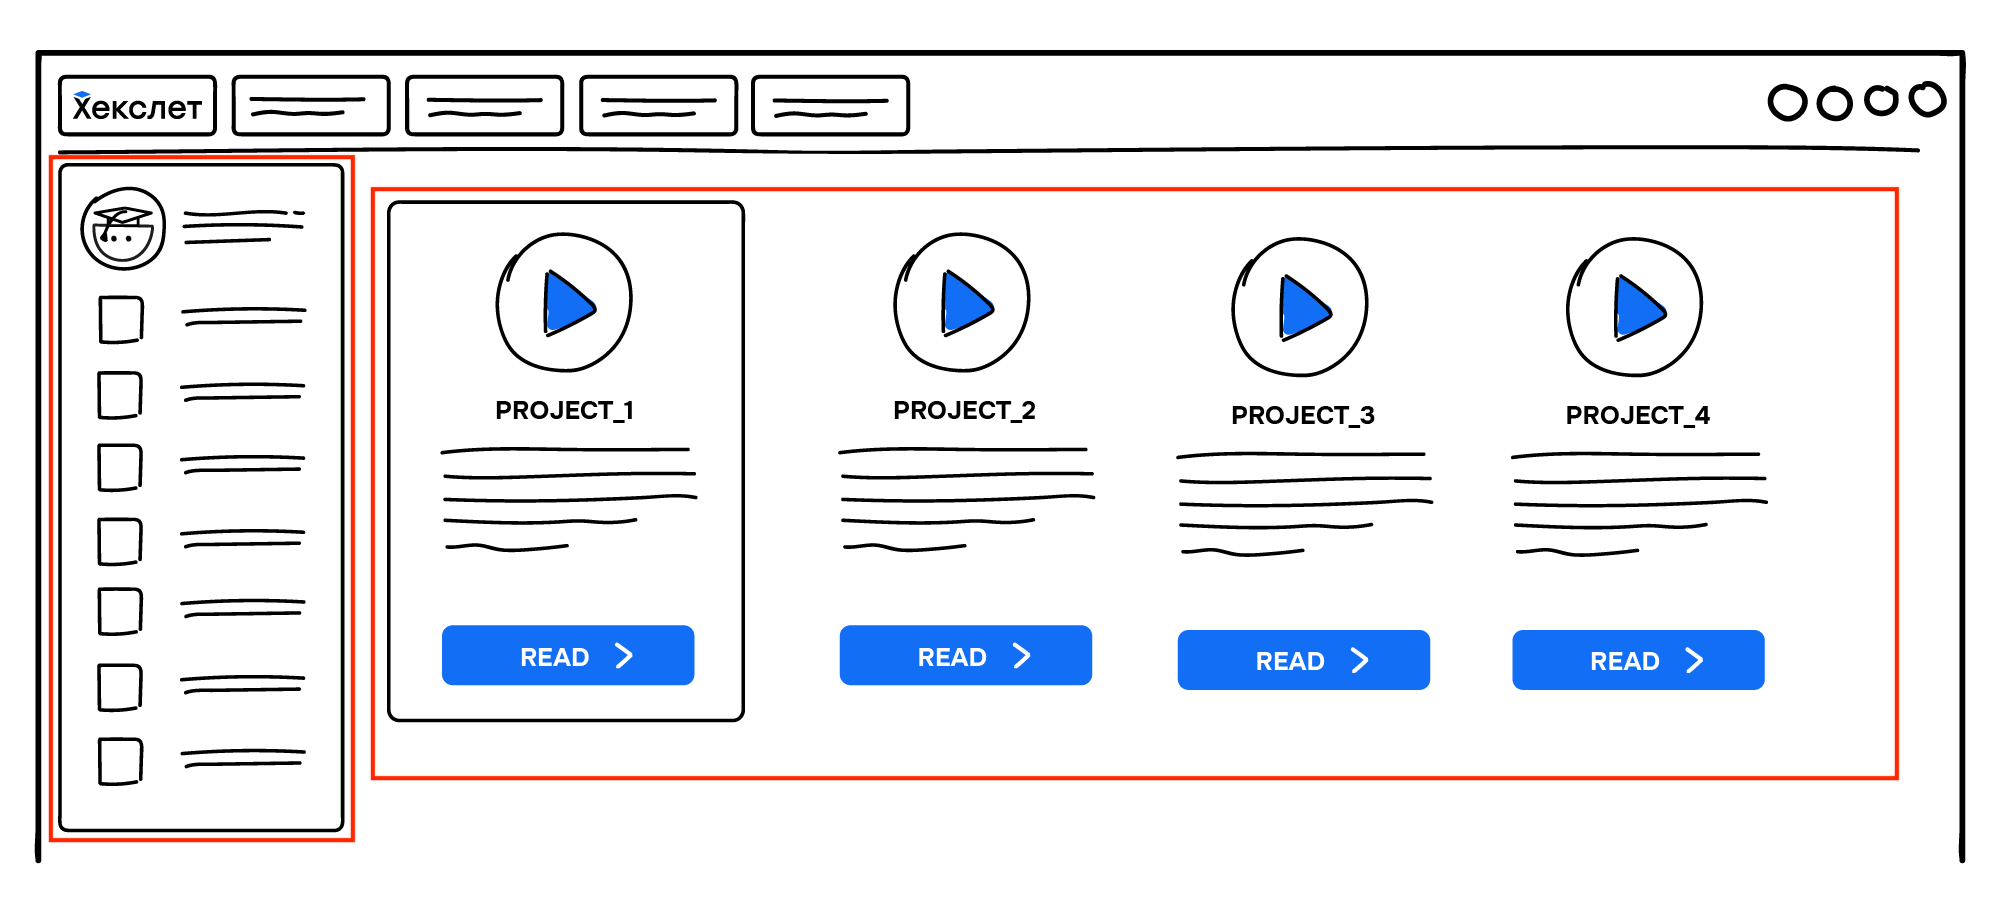 Хекслет
PROJECT_1
PROJECT_2
PROJECT_3
PROJECT_4
READ
READ
READ
READ